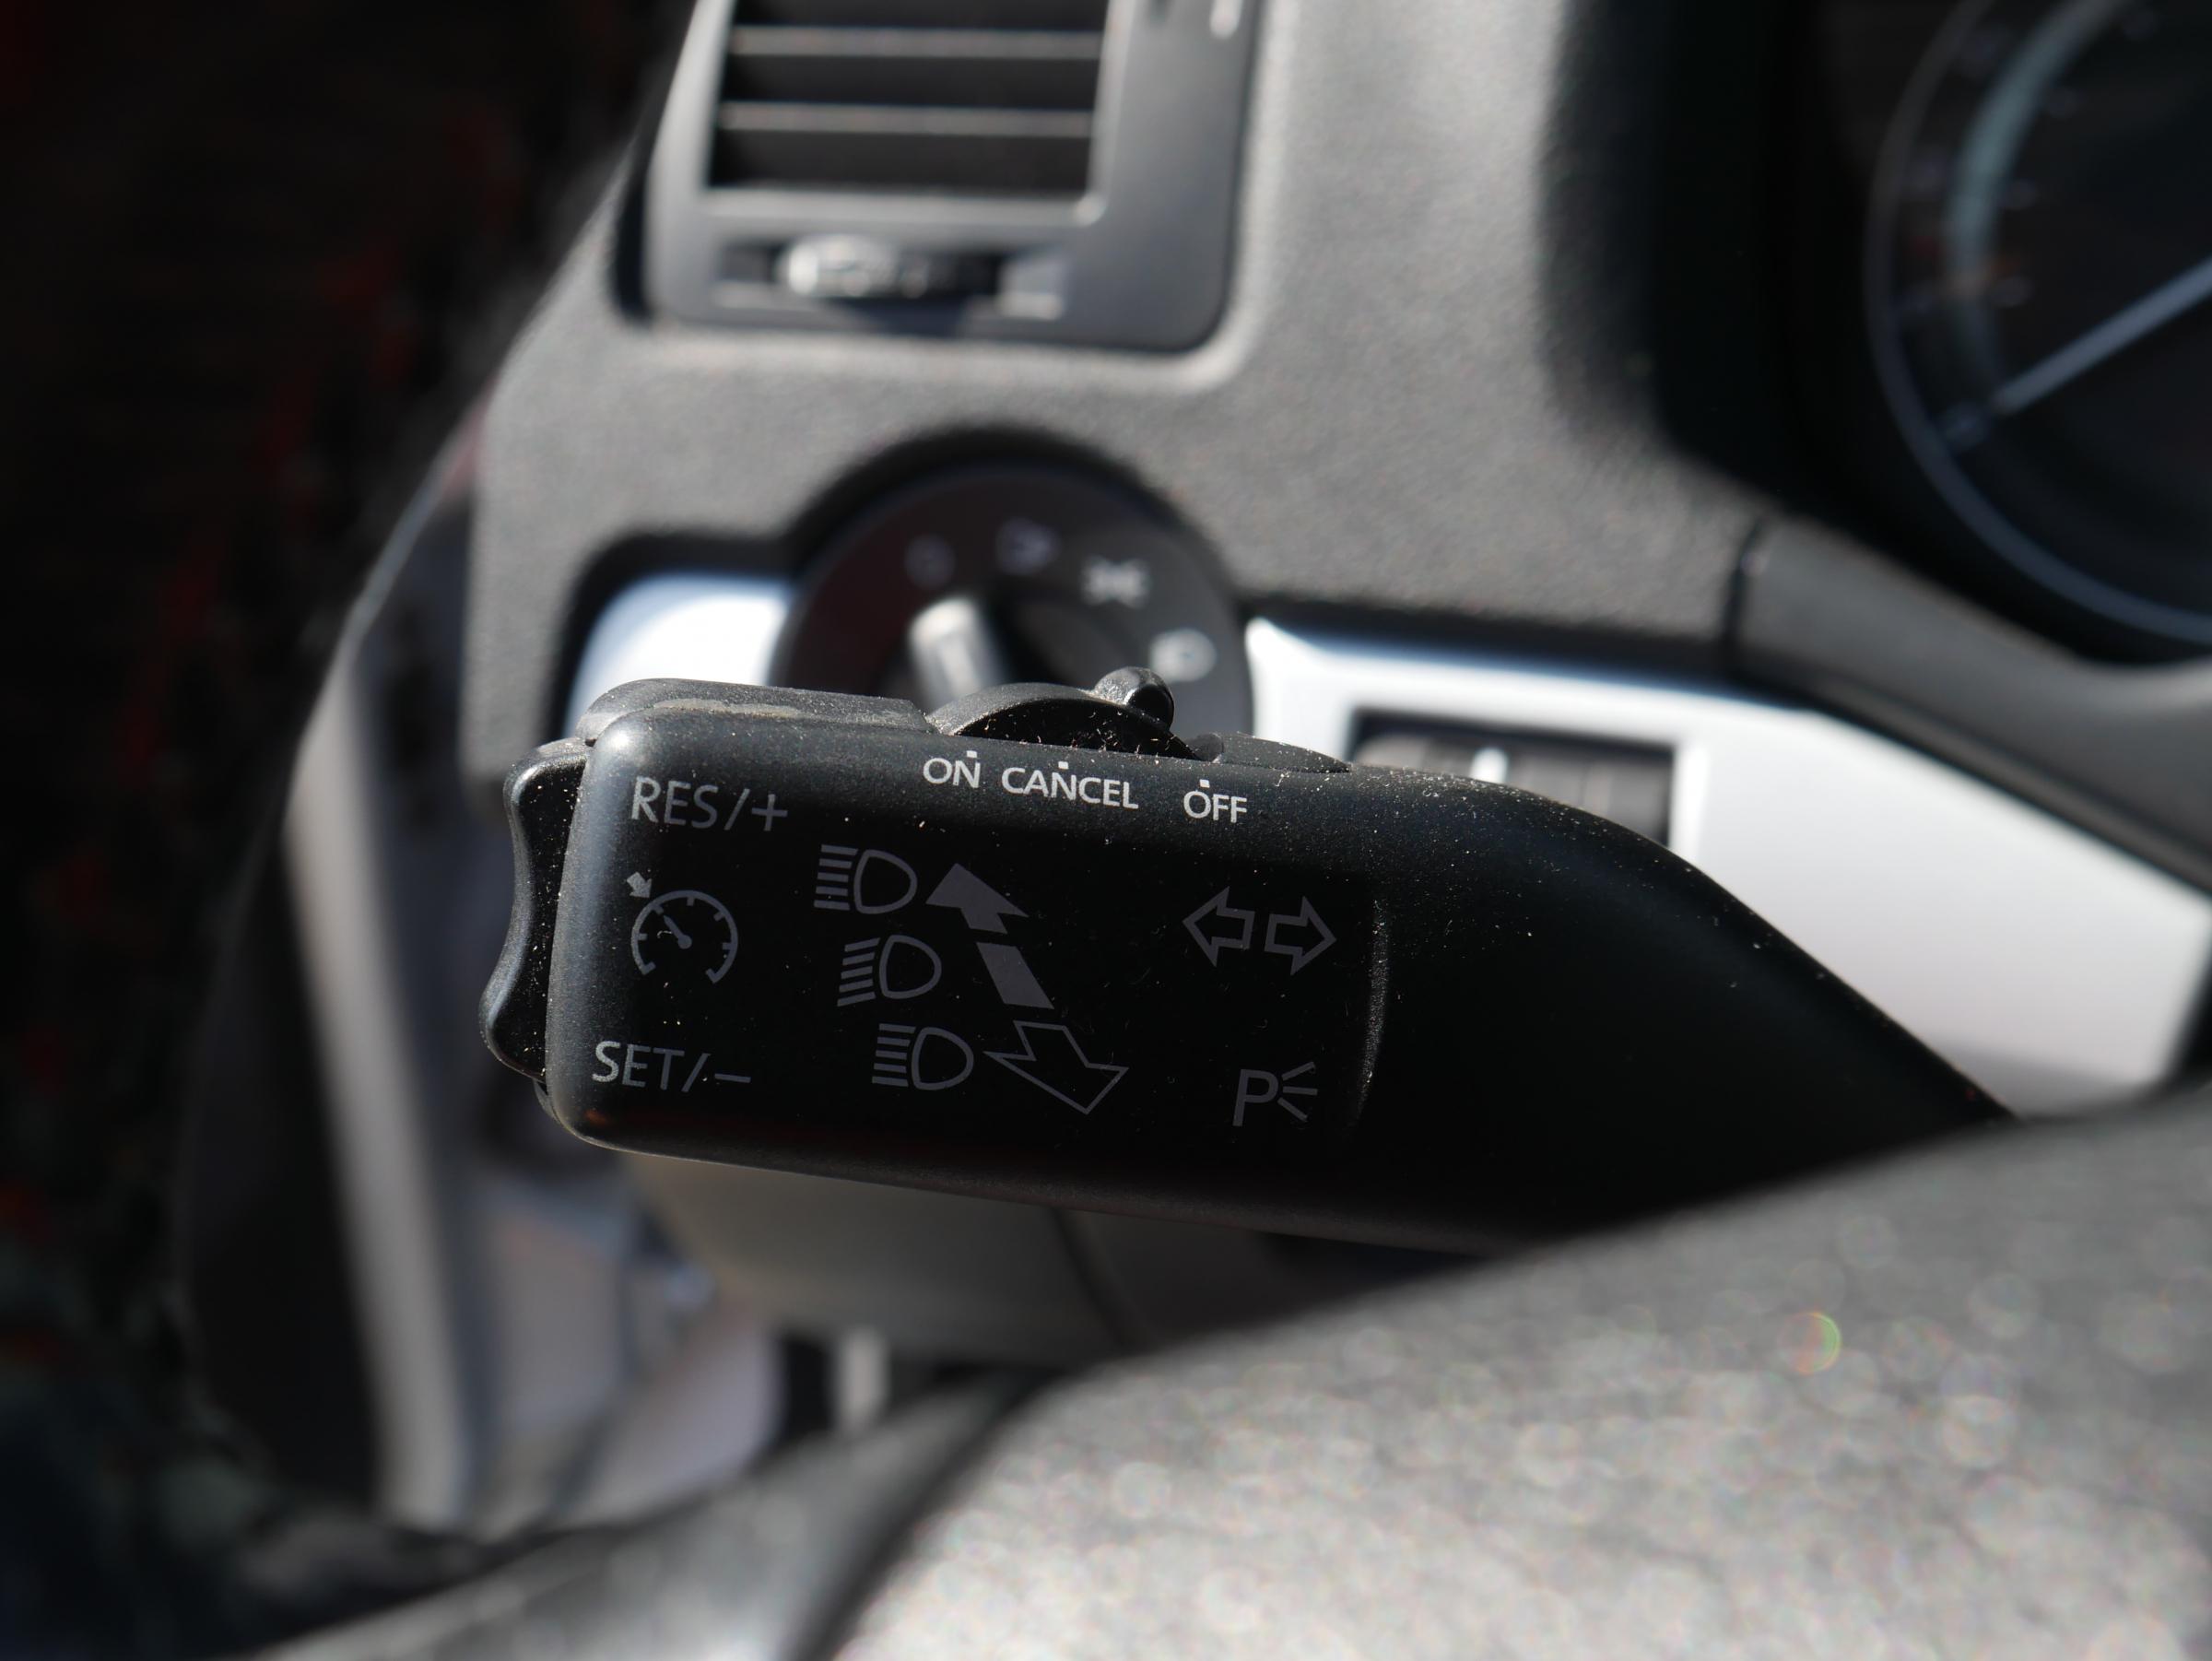 ON CANCEL OFF
RES/+
SET/−
P